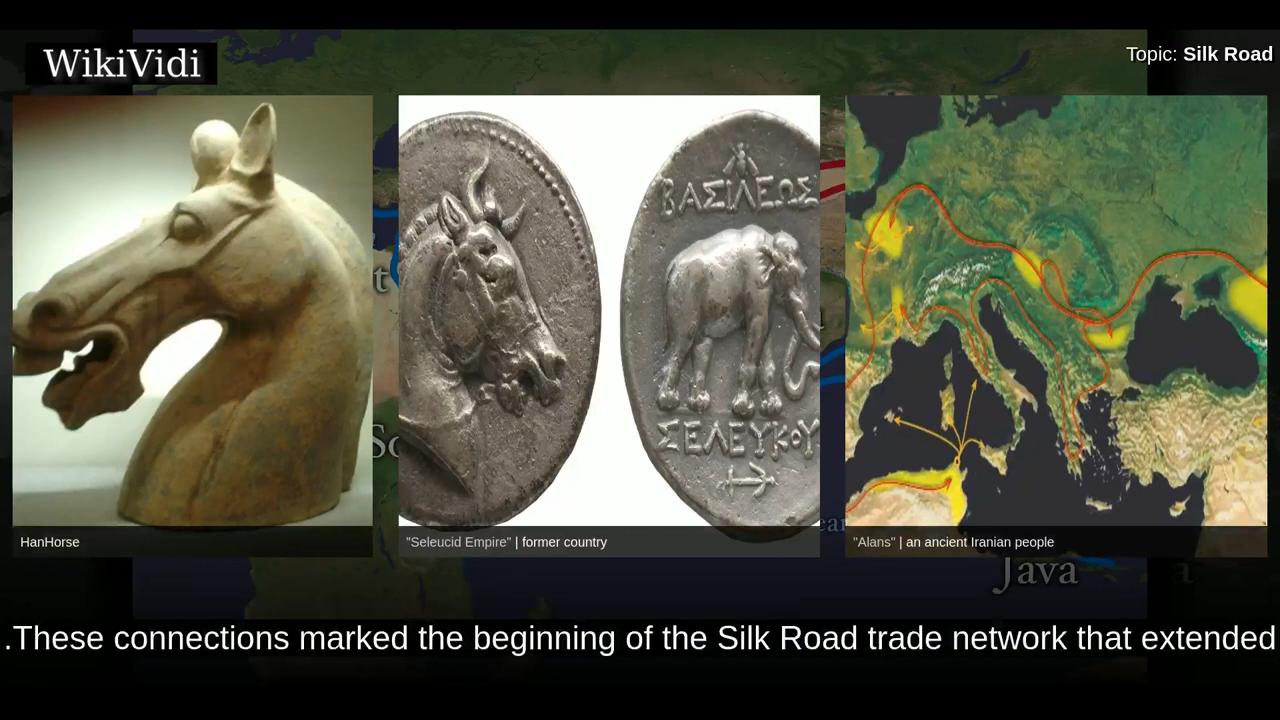 WikiVidi
Topic: Silk Road
ΒΑΣΙΛΕΩΣ
ΣΕΛΕΥΚΟΥ
HanHorse
"Seleucid Empire" | former country
"Alans" | an ancient Iranian people
Java
.These connections marked the beginning of the Silk Road trade network that extended